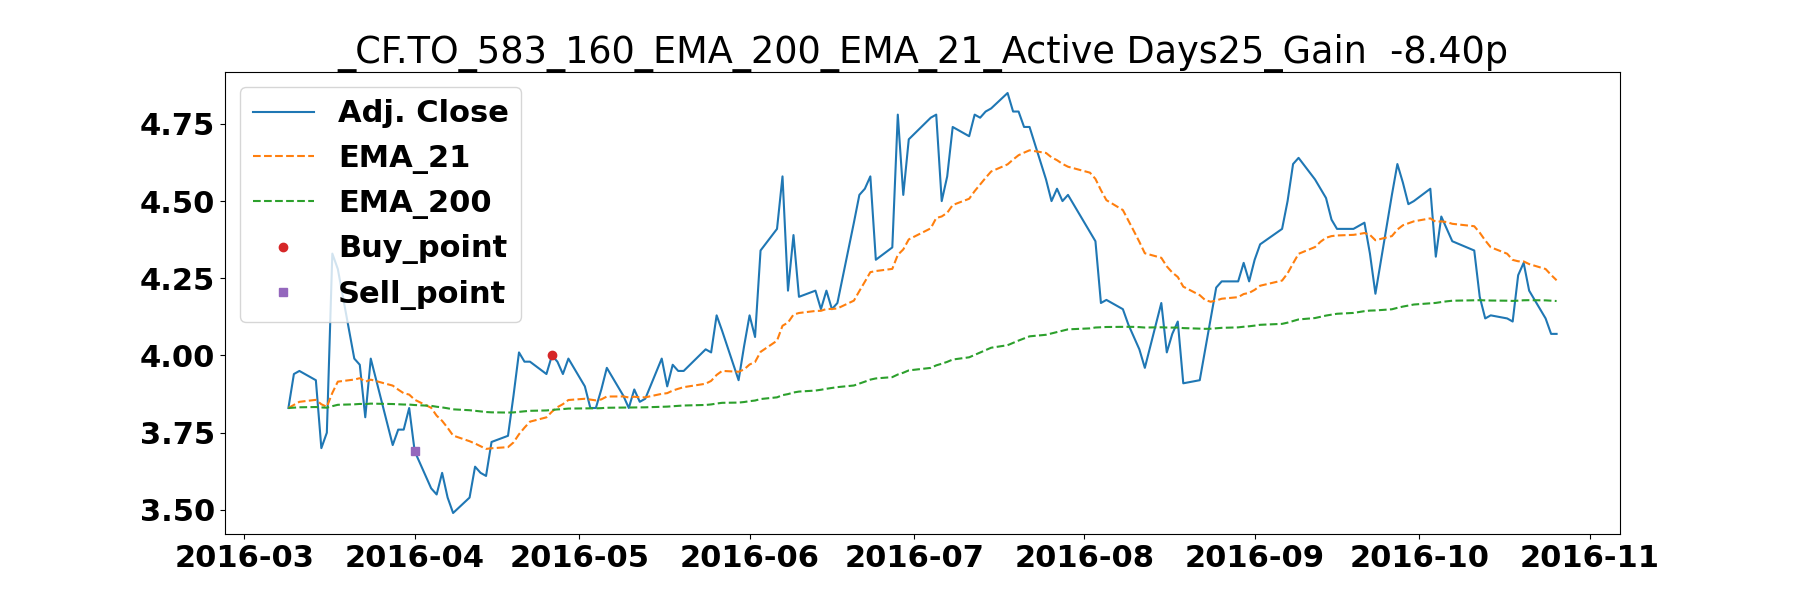 _CF.TO_583_160_EMA_200_EMA_21_Active Days25_Gain  -8.40p
Adj. Close
EMA_21
EMA_200
Buy_point
Sell_point
4.75
4.50
4.25
4.00
3.75
3.50
2016-03 2016-04 2016-05 2016-06 2016-07 2016-08 2016-09 2016-10 2016-11